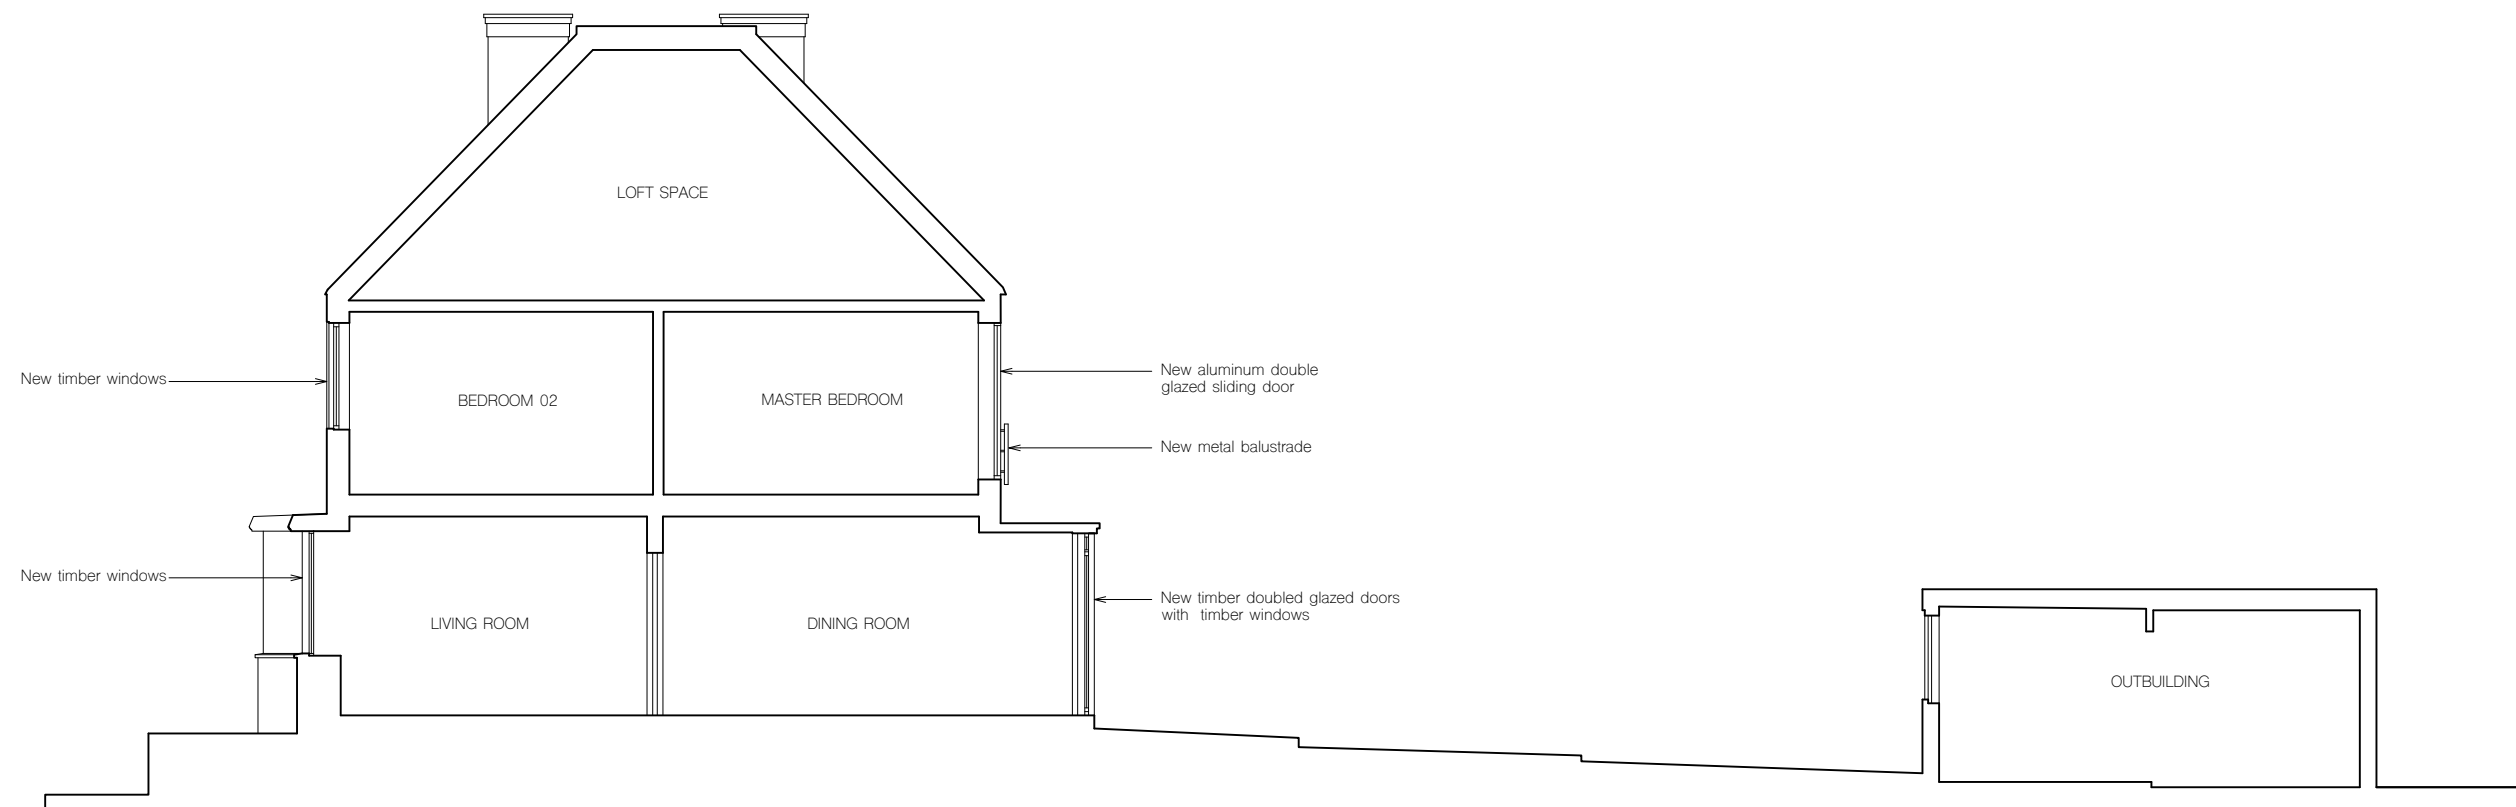 LOFT SPACE
New timber windows
BEDROOM 02
MASTER BEDROOM
New aluminum double
glazed sliding door
New metal balustrade
New timber windows
LIVING ROOM
DINING ROOM
New timber doubled glazed doors
with timber windows
OUTBUILDING